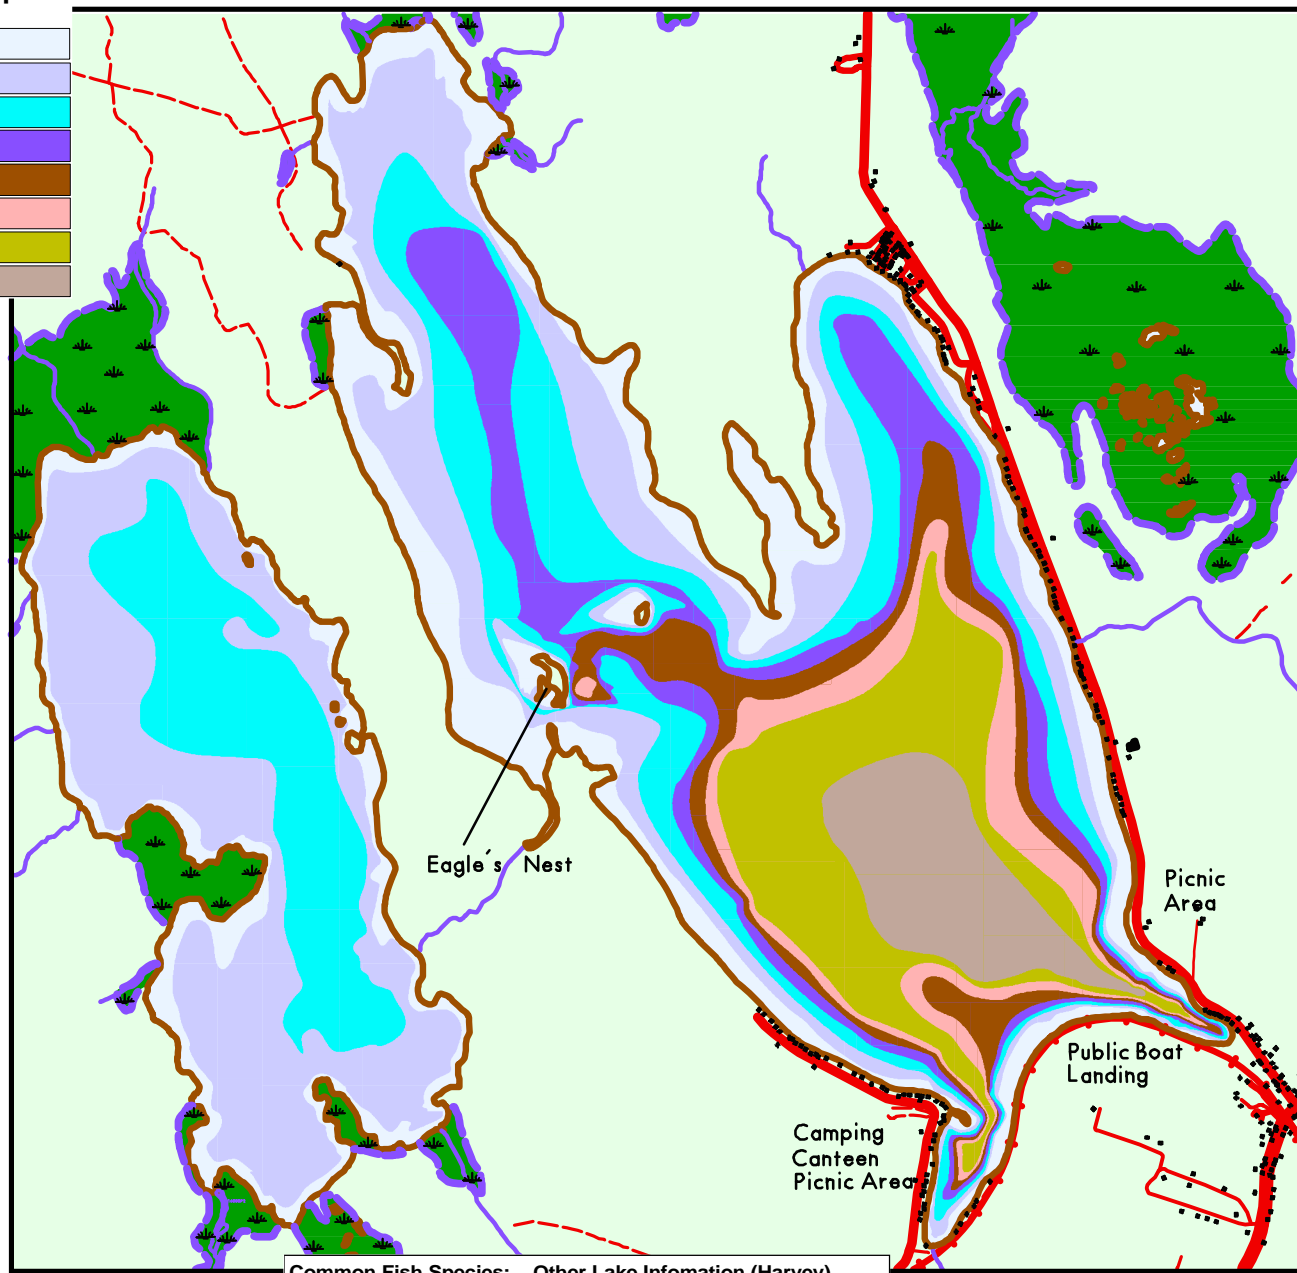 Eagle's Nest
Picnic
Area
Public Boat
Landing
Camping
Canteen
Picnic Area
Common Fish Species: Other Lake Infomation (Harvey)